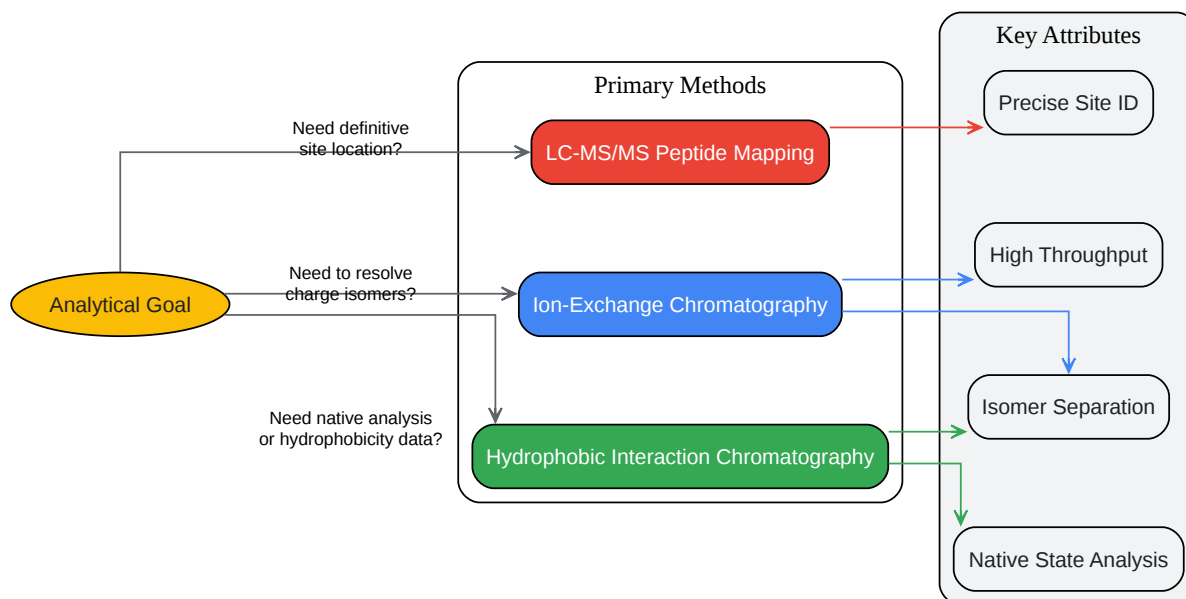 Key Attributes
Primary Methods
Precise Site ID
Need definitive
site location?
LC-MS/MS Peptide Mapping
High Throughput
Need to resolve
charge isomers?
Analytical Goal
Ion-Exchange Chromatography
Isomer Separation
Need native analysis
or hydrophobicity data?
Hydrophobic Interaction Chromatography
Native State Analysis